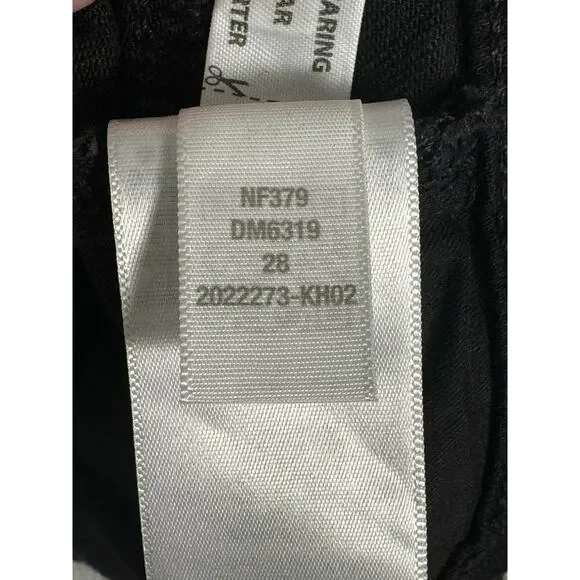 ARING
AR
RTER
NF379
DM6319
28
2022273-KH02